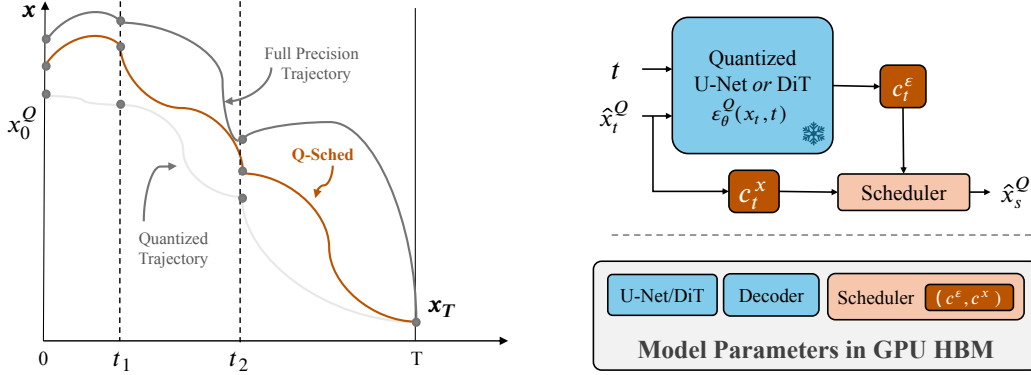 x
Full Precision
Trajectory
x_0^Q
Q-Sched
Quantized
Trajectory
x_T
0
t_1
t_2
T
t
x̂_t^Q
Quantized
U-Net or DiT
ε_θ^Q(x_t, t)
c_t^ε
c_t^x
Scheduler
x̂_s^Q
U-Net/DiT
Decoder
Scheduler
(c^ε, c^x)
Model Parameters in GPU HBM